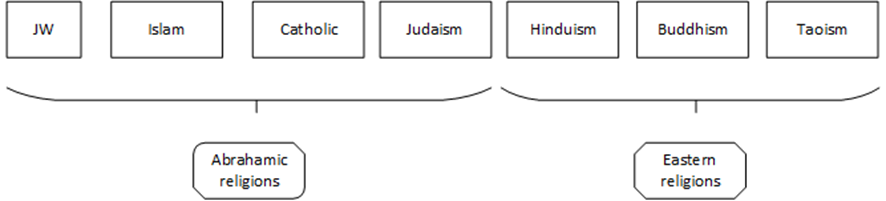 JW
Islam
Catholic
Judaism
Hinduism
Buddhism
Taoism
Abrahamic
religions
Eastern
religions